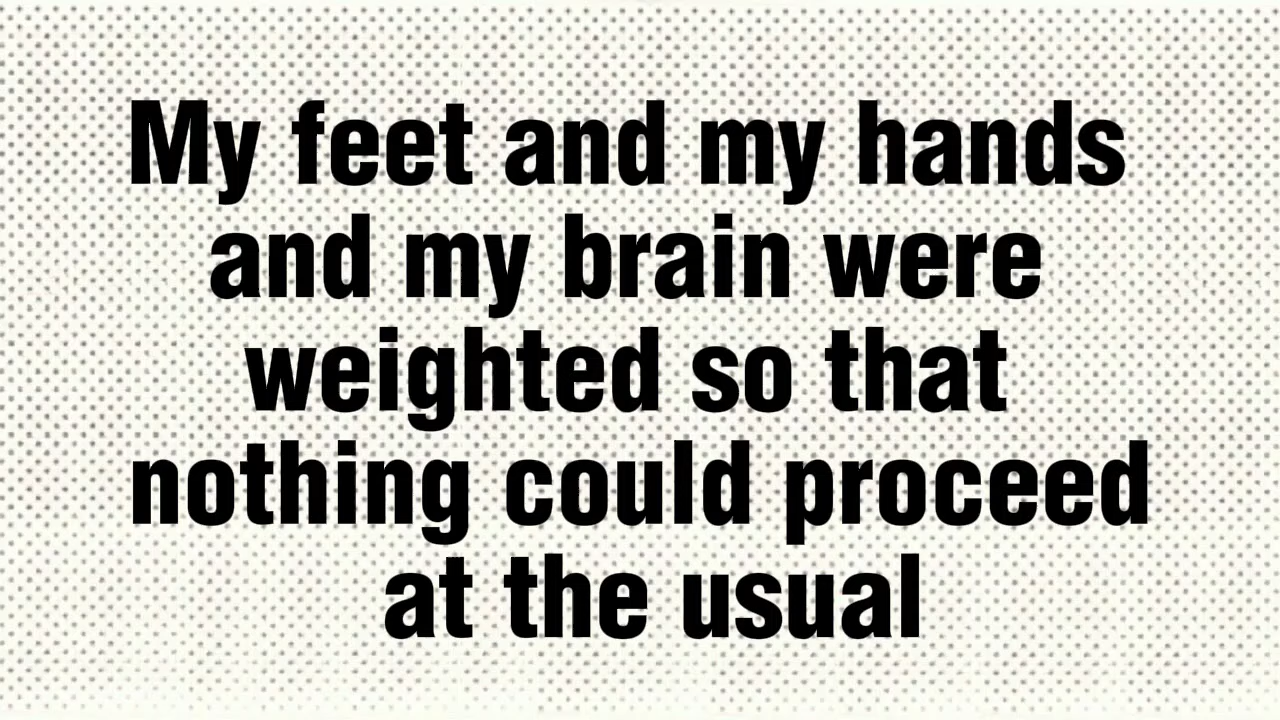 My feet and my hands
and my brain were
weighted so that
nothing could proceed
at the usual